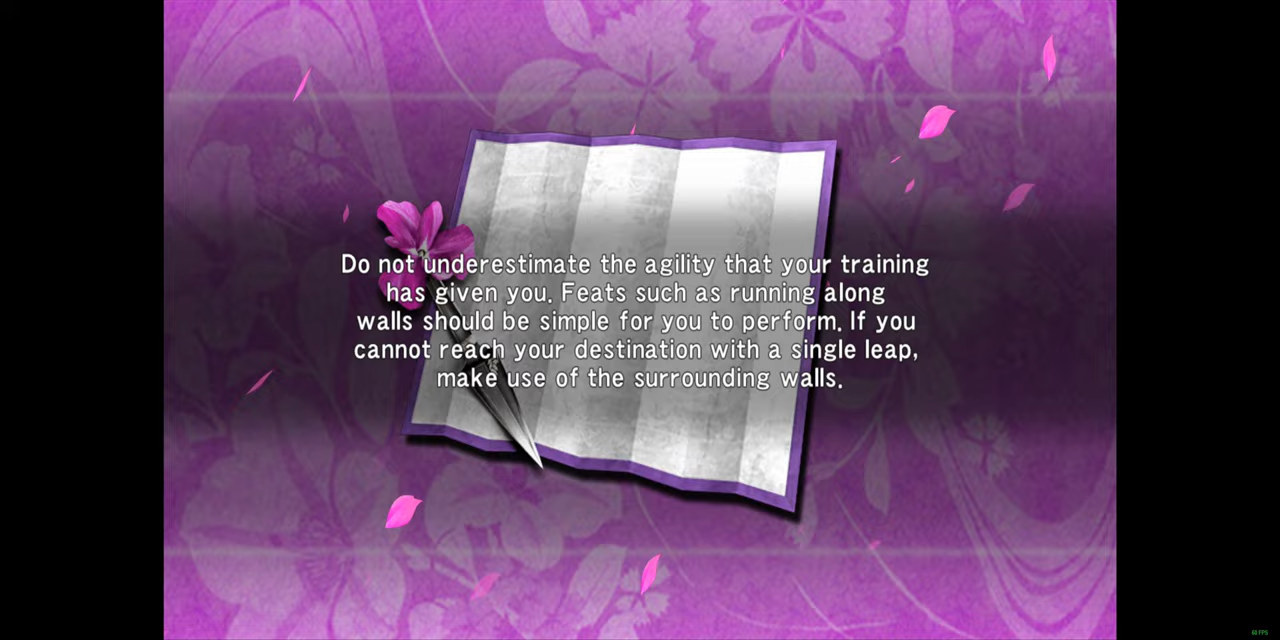 Do not underestimate the agility that your training
has given you. Feats such as running along
walls should be simple for you to perform. If you
cannot reach your destination with a single leap,
make use of the surrounding walls.
60 FPS